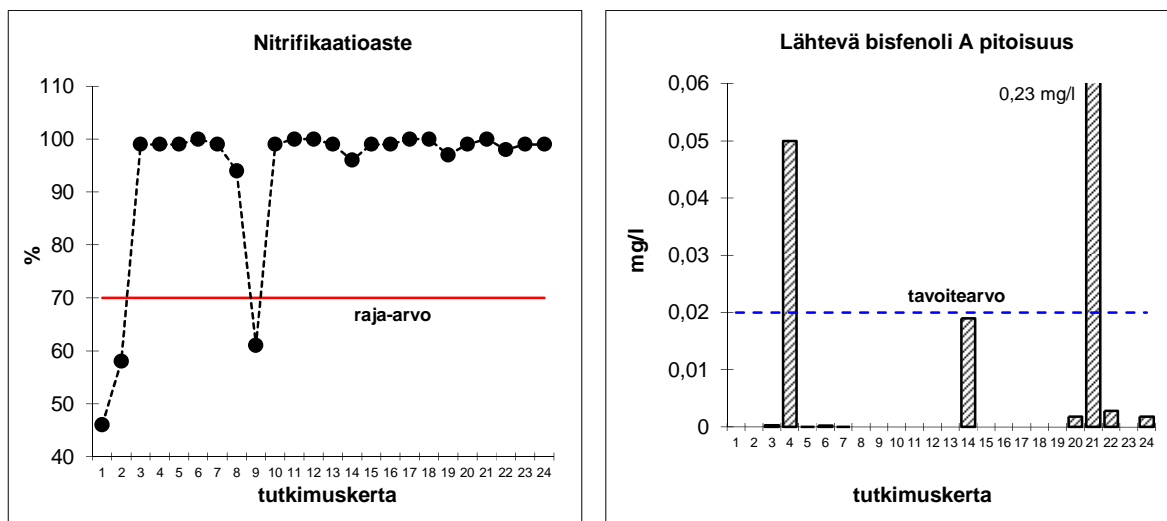 Nitrifikaatioaste
110
100
90
80
70
60
50
40
%
raja-arvo
1 2 3 4 5 6 7 8 9 10 11 12 13 14 15 16 17 18 19 20 21 22 23 24
tutkimuskerta
Lähtevä bisfenoli A pitoisuus
0,06
0,05
0,04
0,03
0,02
0,01
0
mg/l
0,23 mg/l
tavoitearvo
1 2 3 4 5 6 7 8 9 10 11 12 13 14 15 16 17 18 19 20 21 22 23 24
tutkimuskerta